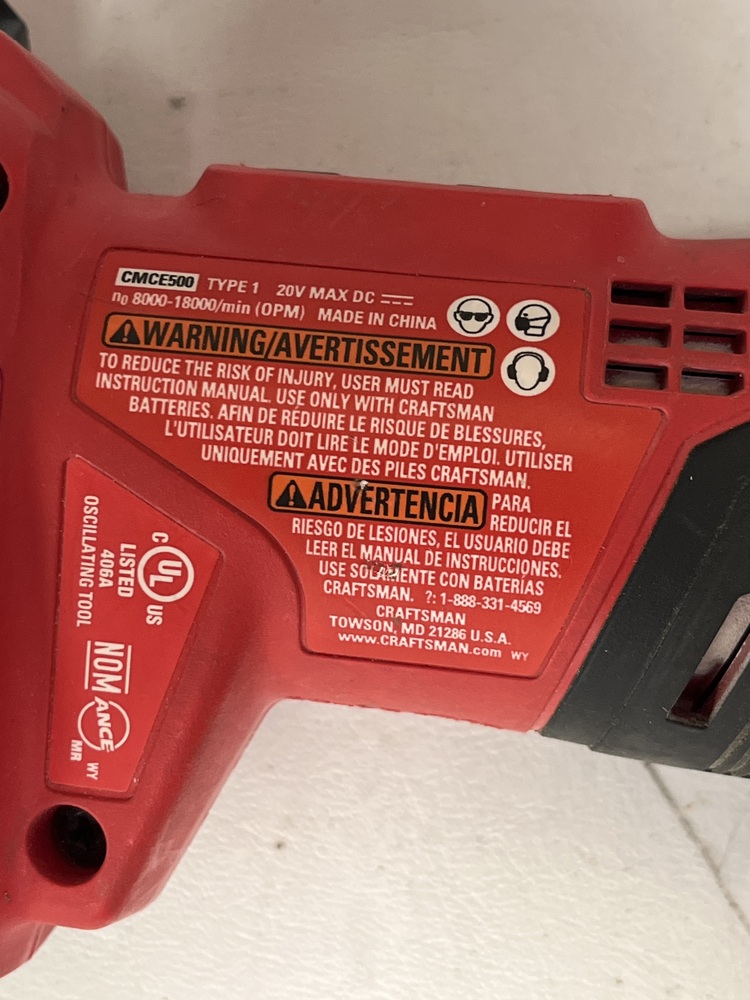 CMCE500 TYPE 1 20V MAX DC
n0 8000-18000/min (OPM) MADE IN CHINA
WARNING/AVERTISSEMENT
TO REDUCE THE RISK OF INJURY, USER MUST READ
INSTRUCTION MANUAL. USE ONLY WITH CRAFTSMAN
BATTERIES. AFIN DE RÉDUIRE LE RISQUE DE BLESSURES,
L'UTILISATEUR DOIT LIRE LE MODE D'EMPLOI. UTILISER
UNIQUEMENT AVEC DES PILES CRAFTSMAN.
ADVERTENCIA PARA
REDUCIR EL
RIESGO DE LESIONES, EL USUARIO DEBE
LEER EL MANUAL DE INSTRUCCIONES.
USE SOLAMENTE CON BATERÍAS
CRAFTSMAN. ?: 1-888-331-4569
CRAFTSMAN
TOWSON, MD 21286 U.S.A.
www.CRAFTSMAN.com WY
C UL US
LISTED
406A
OSCILLATING TOOL
NOM
ANCE
WY
MR